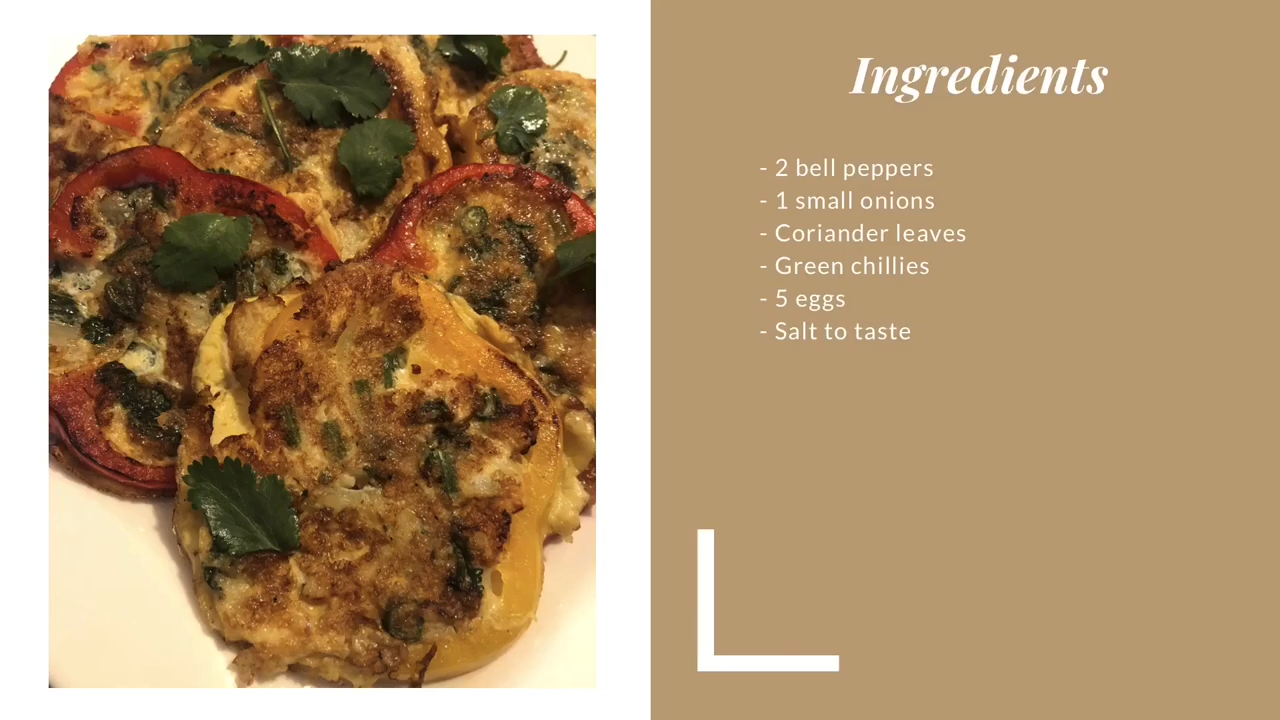 Ingredients
- 2 bell peppers
- 1 small onions
- Coriander leaves
- Green chillies
- 5 eggs
- Salt to taste